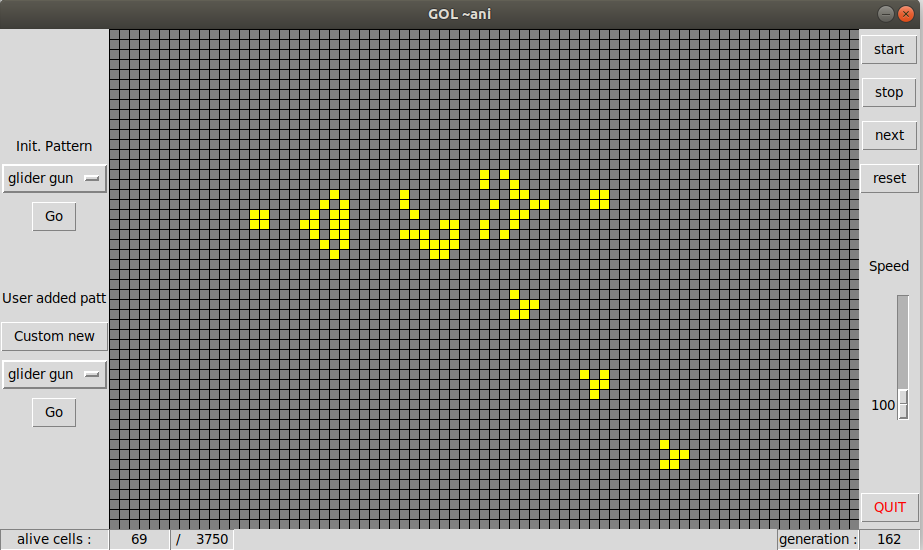 GOL ~ani
Init. Pattern
glider gun
Go
User added patt
Custom new
glider gun
Go
start
stop
next
reset
Speed
100
QUIT
alive cells : 69 / 3750 generation : 162